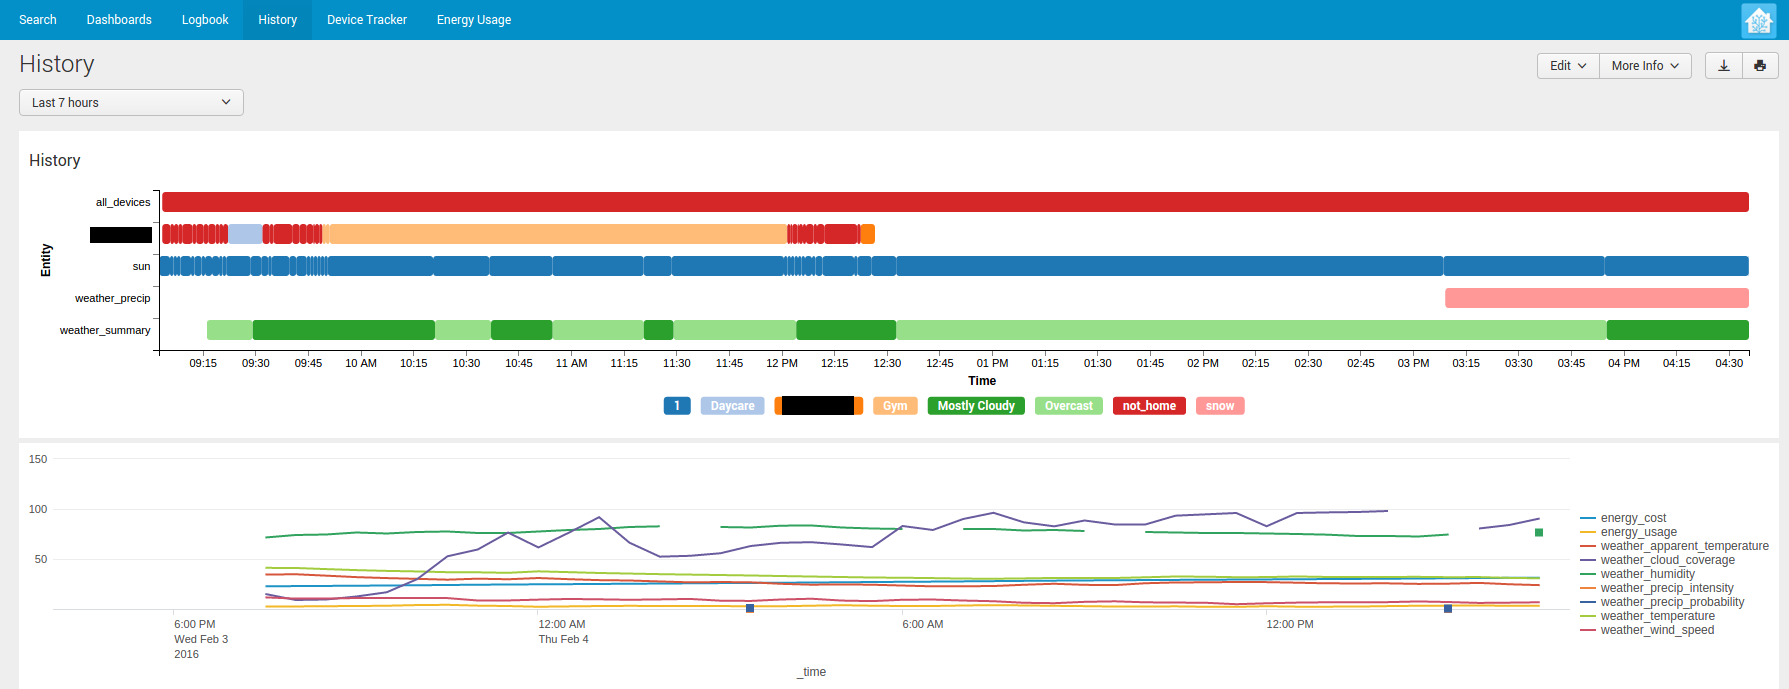 Search Dashboards Logbook History Device Tracker Energy Usage
History
Edit More Info
Last 7 hours
History
all_devices
sun
weather_precip
weather_summary
Entity
09:15 09:30 09:45 10 AM 10:15 10:30 10:45 11 AM 11:15 11:30 11:45 12 PM 12:15 12:30 12:45 01 PM 01:15 01:30 01:45 02 PM 02:15 02:30 02:45 03 PM 03:15 03:30 03:45 04 PM 04:15 04:30
Time
1 Daycare Gym Mostly Cloudy Overcast not_home snow
150
100
50
energy_cost
energy_usage
weather_apparent_temperature
weather_cloud_coverage
weather_humidity
weather_precip_intensity
weather_precip_probability
weather_temperature
weather_wind_speed
6:00 PM 12:00 AM 6:00 AM 12:00 PM
Wed Feb 3 Thu Feb 4
2016
_time